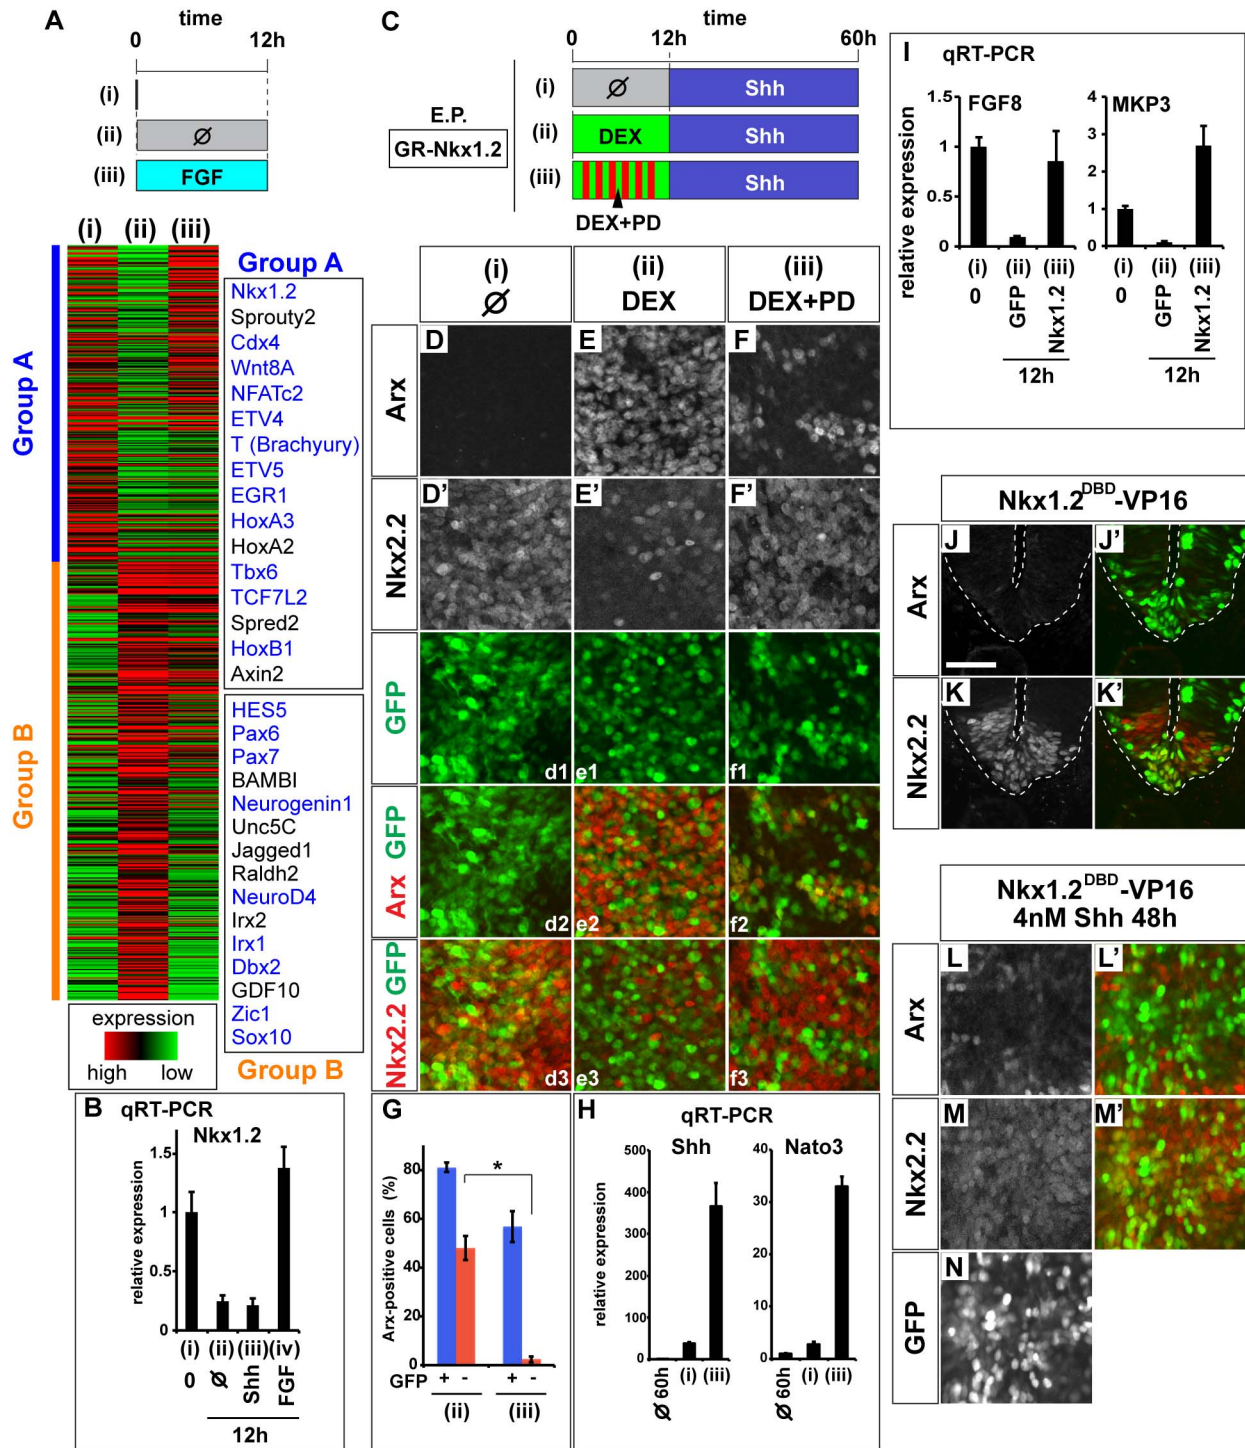 A
time
0 12h
(i)
(ii) Ø
(iii) FGF
(i) (ii) (iii)
Group A
Group B
Group A
Nkx1.2
Sprouty2
Cdx4
Wnt8A
NFATc2
ETV4
T (Brachyury)
ETV5
EGR1
HoxA3
HoxA2
Tbx6
TCF7L2
Spred2
HoxB1
Axin2
HES5
Pax6
Pax7
BAMBI
Neurogenin1
Unc5C
Jagged1
Raldh2
NeuroD4
Irx2
Irx1
Dbx2
GDF10
Zic1
Sox10
Group B
expression
high low
B qRT-PCR
Nkx1.2
relative expression
1.5
1
0.5
0
(i) (ii) (iii) (iv)
0 Ø Shh FGF
12h
C
time
0 12h 60h
E.P.
GR-Nkx1.2
(i) Ø Shh
(ii) DEX Shh
(iii) Shh
DEX+PD
(i) (ii) (iii)
Ø DEX DEX+PD
Arx D E F
Nkx2.2 D' E' F'
GFP d1 e1 f1
Arx GFP d2 e2 f2
Nkx2.2 GFP d3 e3 f3
G
Arx-positive cells (%)
80
60
40
20
0
*
GFP + - + -
(ii) (iii)
H qRT-PCR
Shh Nato3
relative expression
500
400
300
200
100
0
40
30
20
10
0
Ø 60h (i) (iii) Ø 60h (i) (iii)
I qRT-PCR
FGF8 MKP3
relative expression
1.5
1
0.5
0
4
3
2
1
0
(i) (ii) (iii) (i) (ii) (iii)
0 GFP Nkx1.2 0 GFP Nkx1.2
12h 12h
Nkx1.2DBD-VP16
Arx J J'
Nkx2.2 K K'
Nkx1.2DBD-VP16
4nM Shh 48h
Arx L L'
Nkx2.2 M M'
GFP N